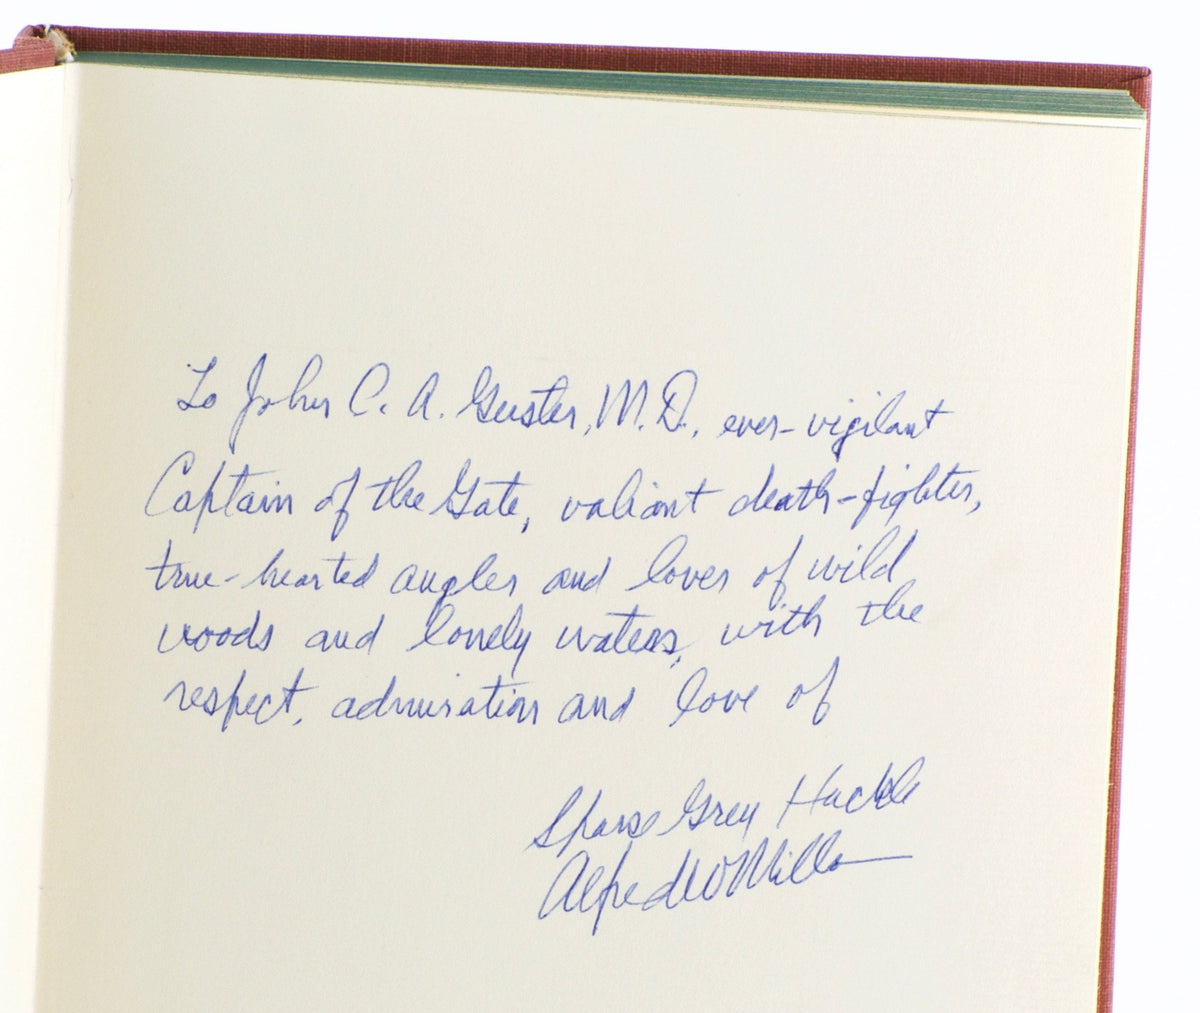 To John C. A. Gerster, M.D., ever-vigilant
Captain of the Gate, valiant death-fighter,
true-hearted angler and lover of wild
woods and lonely waters, with the
respect, admiration and love of
Sparse Grey Hackle
Alfred W Miller